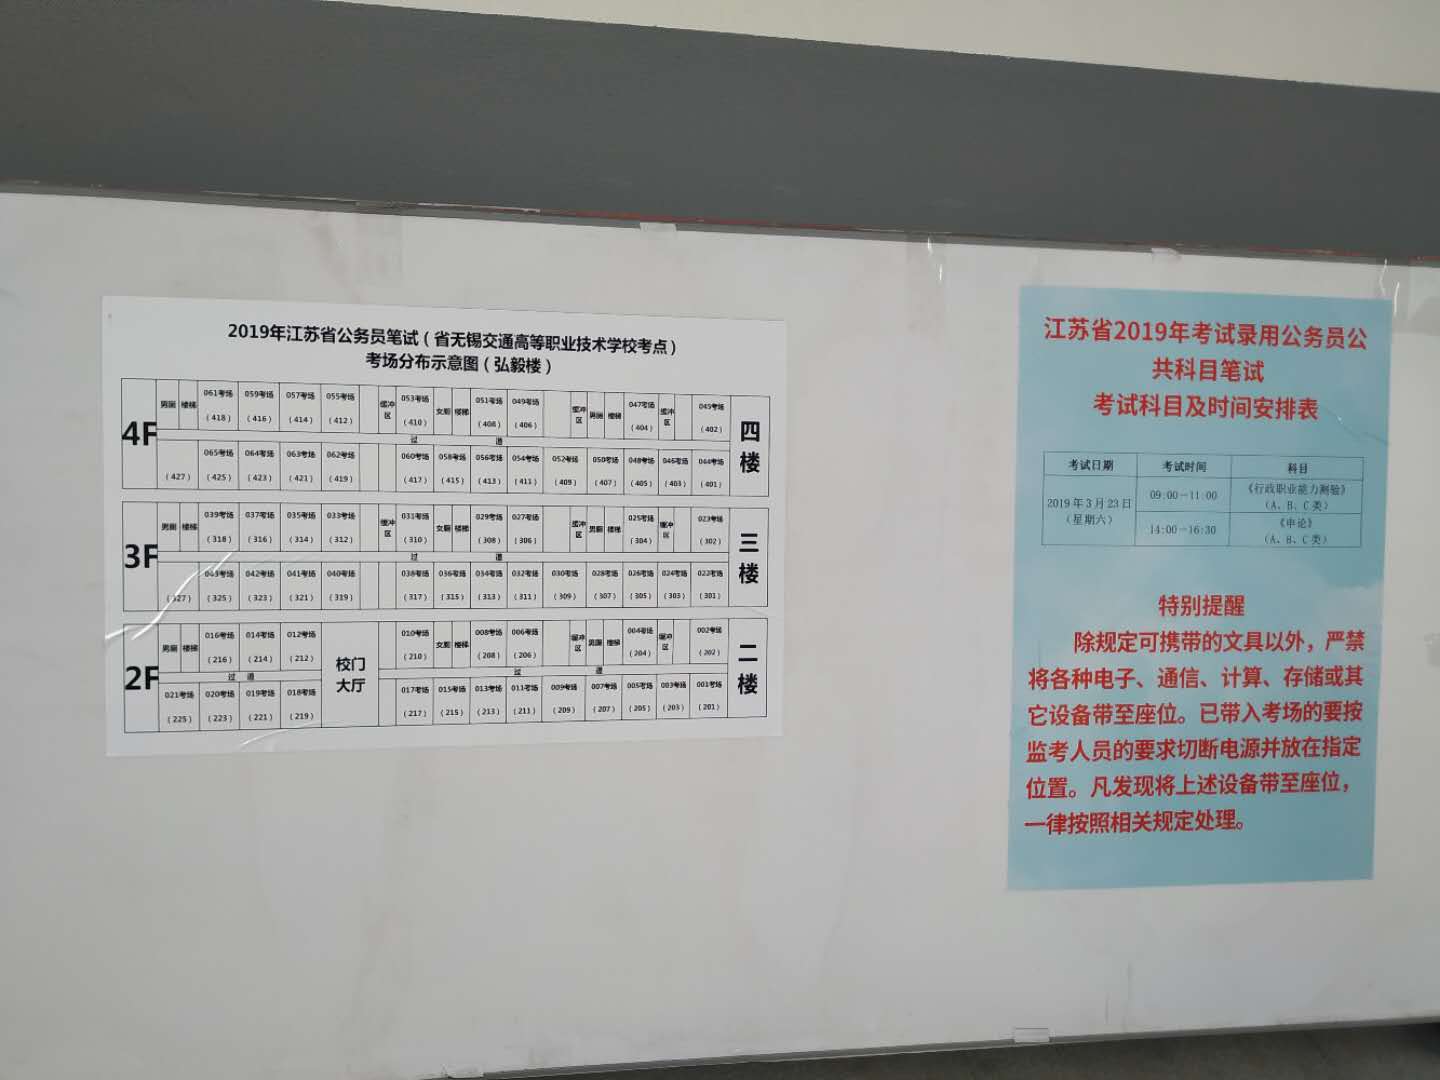 2019年江苏省公务员笔试（省无锡交通高等职业技术学校考点）
考场分布示意图（弘毅楼）
4F 四楼
男厕 楼梯 061考场 059考场 057考场 055考场 缓冲区 053考场 女厕 楼梯 051考场 049考场 缓冲区 男厕 楼梯 047考场 缓冲区 045考场
（418） （416） （414） （412） （410） （408） （406） （404） （402）
过 道
065考场 064考场 063考场 062考场 060考场 058考场 056考场 054考场 052考场 050考场 048考场 046考场 044考场
（427） （425） （423） （421） （419） （417） （415） （413） （411） （409） （407） （405） （403） （401）
3F 三楼
男厕 楼梯 039考场 037考场 035考场 033考场 缓冲区 031考场 女厕 楼梯 029考场 027考场 缓冲区 男厕 楼梯 025考场 缓冲区 023考场
（318） （316） （314） （312） （310） （308） （306） （304） （302）
过 道
043考场 042考场 041考场 040考场 038考场 036考场 034考场 032考场 030考场 028考场 026考场 024考场 022考场
（327） （325） （323） （321） （319） （317） （315） （313） （311） （309） （307） （305） （303） （301）
2F 二楼
男厕 楼梯 016考场 014考场 012考场 校门大厅 010考场 女厕 楼梯 008考场 006考场 缓冲区 男厕 楼梯 004考场 缓冲区 002考场
（216） （214） （212） （210） （208） （206） （204） （202）
过 道 过 道
021考场 020考场 019考场 018考场 017考场 015考场 013考场 011考场 009考场 007考场 005考场 003考场 001考场
（225） （223） （221） （219） （217） （215） （213） （211） （209） （207） （205） （203） （201）
江苏省2019年考试录用公务员公
共科目笔试
考试科目及时间安排表
考试日期 考试时间 科目
2019年3月23日
（星期六）
09:00－11:00 《行政职业能力测验》
（A、B、C类）
14:00－16:30 《申论》
（A、B、C类）
特别提醒
除规定可携带的文具以外，严禁
将各种电子、通信、计算、存储或其
它设备带至座位。已带入考场的要按
监考人员的要求切断电源并放在指定
位置。凡发现将上述设备带至座位，
一律按照相关规定处理。